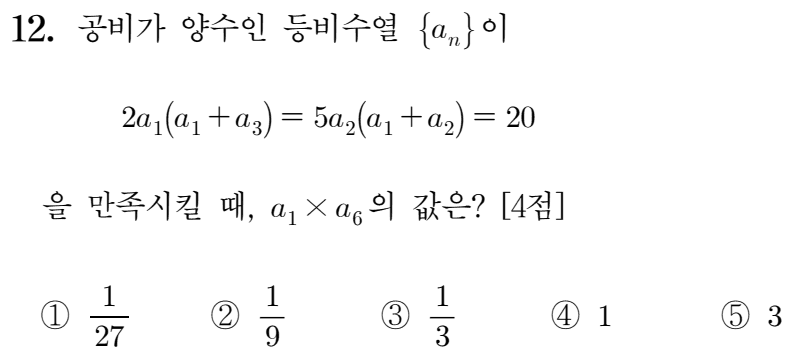 12. 공비가 양수인 등비수열 {aₙ}이
2a₁(a₁+a₃)= 5a₂(a₁+a₂)= 20
을 만족시킬 때, a₁×a₆의 값은? [4점]
① 1/27 ② 1/9 ③ 1/3 ④ 1 ⑤ 3